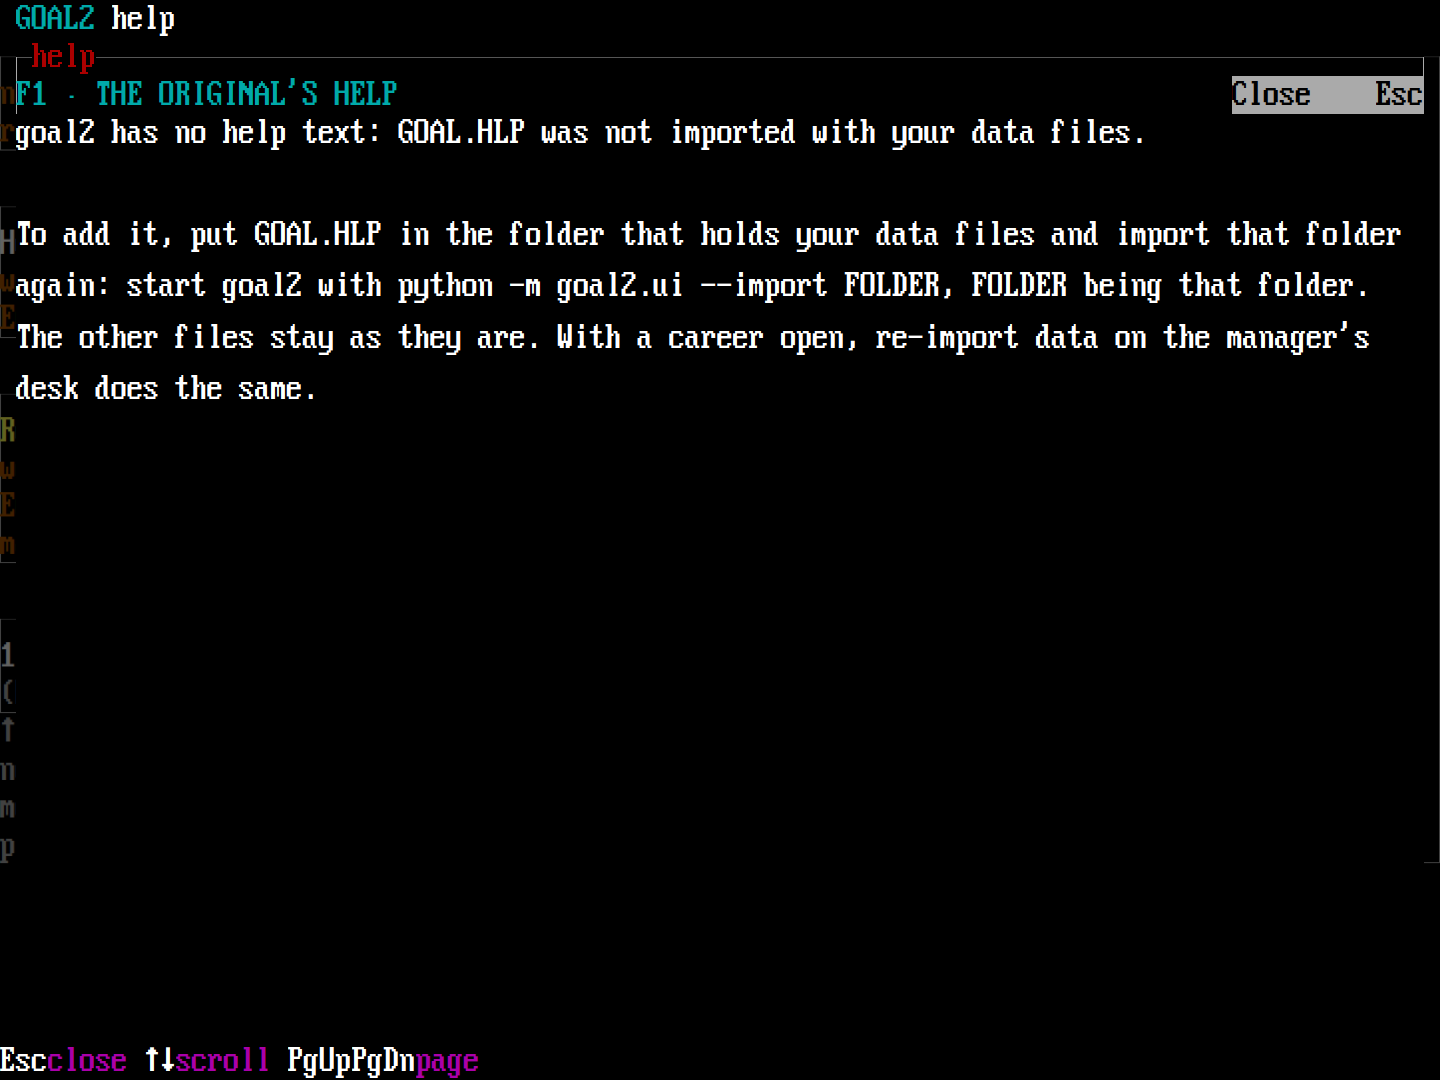 GOAL2 help
help
F1 · THE ORIGINAL'S HELP Close Esc
goal2 has no help text: GOAL.HLP was not imported with your data files.
To add it, put GOAL.HLP in the folder that holds your data files and import that folder
again: start goal2 with python -m goal2.ui --import FOLDER, FOLDER being that folder.
The other files stay as they are. With a career open, re-import data on the manager's
desk does the same.
m
r
H
w
E
R
w
E
m
1
(
↑
n
m
p
Escclose ↑↓scroll PgUpPgDnpage